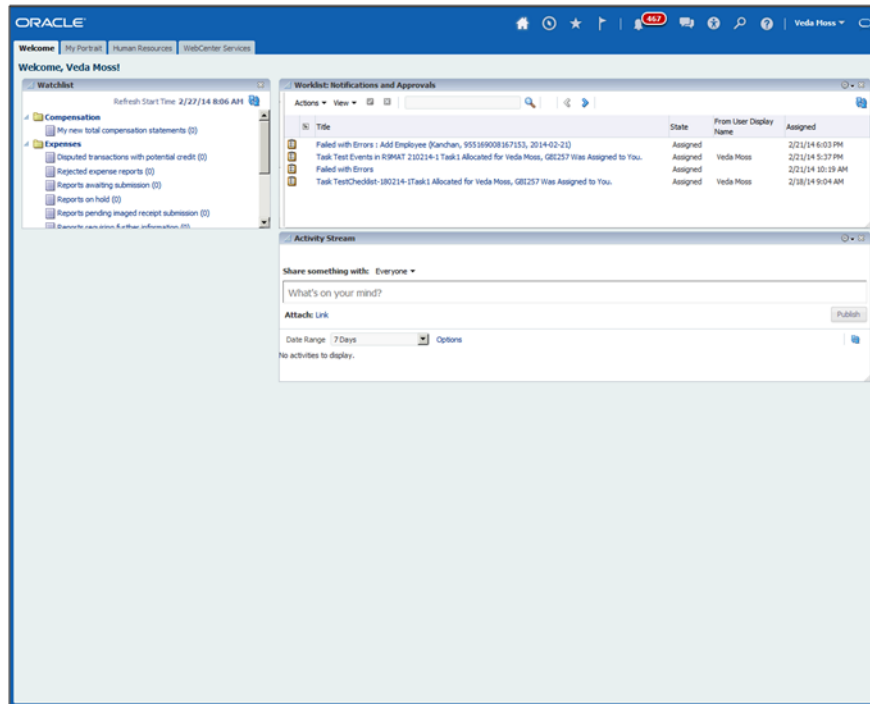 ORACLE
467
Veda Moss
Welcome
My Portrait
Human Resources
WebCenter Services
Welcome, Veda Moss!
Watchlist
Refresh Start Time 2/27/14 8:06 AM
Compensation
My new total compensation statements (0)
Expenses
Disputed transactions with potential credit (0)
Rejected expense reports (0)
Reports awaiting submission (0)
Reports on hold (0)
Reports pending imaged receipt submission (0)
Reports requiring further information (0)
Worklist: Notifications and Approvals
Actions View
Title State From User Display Name Assigned
Failed with Errors : Add Employee (Kanchan, 955169008167153, 2014-02-21) Assigned 2/21/14 6:03 PM
Task Test Events in R9MAT 210214-1 Task1 Allocated for Veda Moss, GBI257 Was Assigned to You. Assigned Veda Moss 2/21/14 5:37 PM
Failed with Errors Assigned 2/21/14 10:19 AM
Task TestChecklist-180214-1Task1 Allocated for Veda Moss, GBI257 Was Assigned to You. Assigned Veda Moss 2/18/14 9:04 AM
Activity Stream
Share something with: Everyone
What's on your mind?
Attach: Link
Publish
Date Range 7 Days Options
No activities to display.